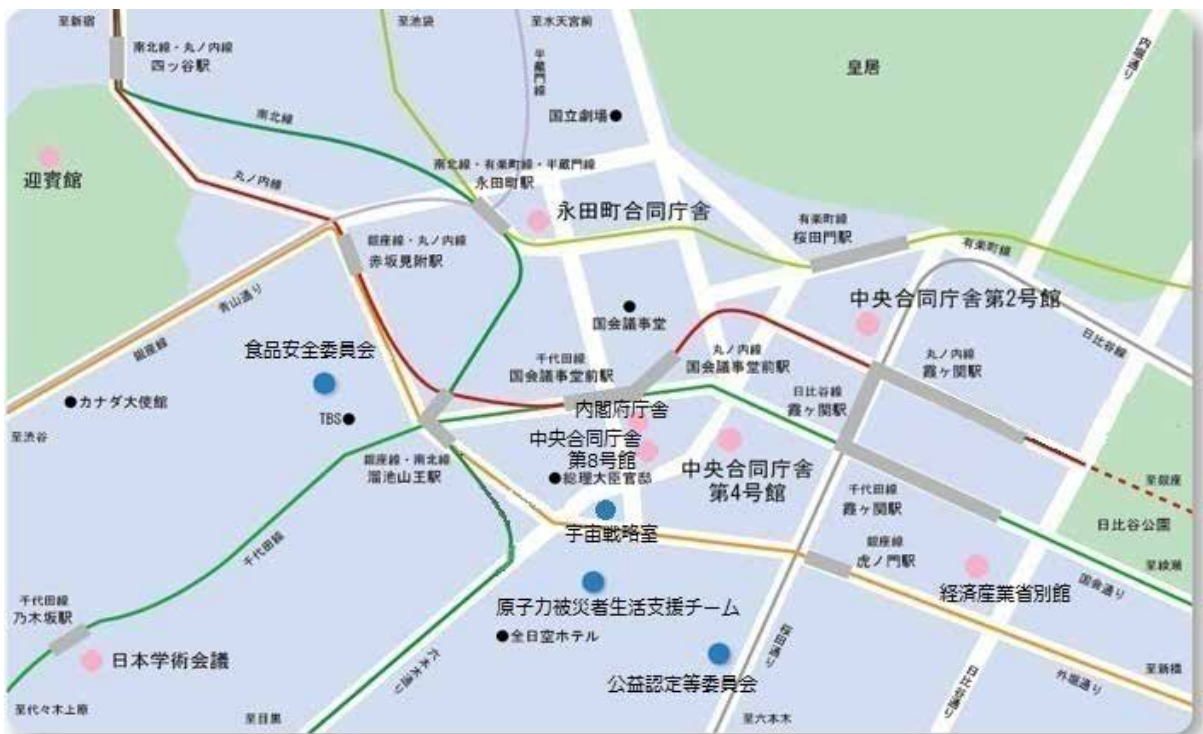 至新宿
至池袋
至水天宮前
内堀通り
南北線・丸ノ内線
四ツ谷駅
半蔵門線
皇居
南北線
国立劇場
迎賓館
丸ノ内線
南北線・有楽町線・半蔵門線
永田町駅
永田町合同庁舎
有楽町線
桜田門駅
有楽町線
銀座線・丸ノ内線
赤坂見附駅
青山通り
銀座線
中央合同庁舎第2号館
国会議事堂
日比谷線
食品安全委員会
千代田線
国会議事堂前駅
丸ノ内線
国会議事堂前駅
丸ノ内線
霞ヶ関駅
カナダ大使館
TBS
日比谷線
霞ヶ関駅
内閣府庁舎
至渋谷
中央合同庁舎
第8号館
銀座線・南北線
溜池山王駅
総理大臣官邸
中央合同庁舎
第4号館
千代田線
霞ヶ関駅
至銀座
日比谷公園
宇宙戦略室
千代田線
銀座線
虎ノ門駅
至綾瀬
国会通り
経済産業省別館
千代田線
乃木坂駅
原子力被災者生活支援チーム
全日空ホテル
日本学術会議
六本木通り
桜田通り
公益認定等委員会
日比谷通り
外堀通り
至新橋
至代々木上原
至目黒
至六本木